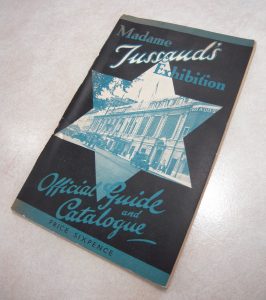 Madame
Tussaud's
Exhibition
Official Guide
and
Catalogue
PRICE SIXPENCE